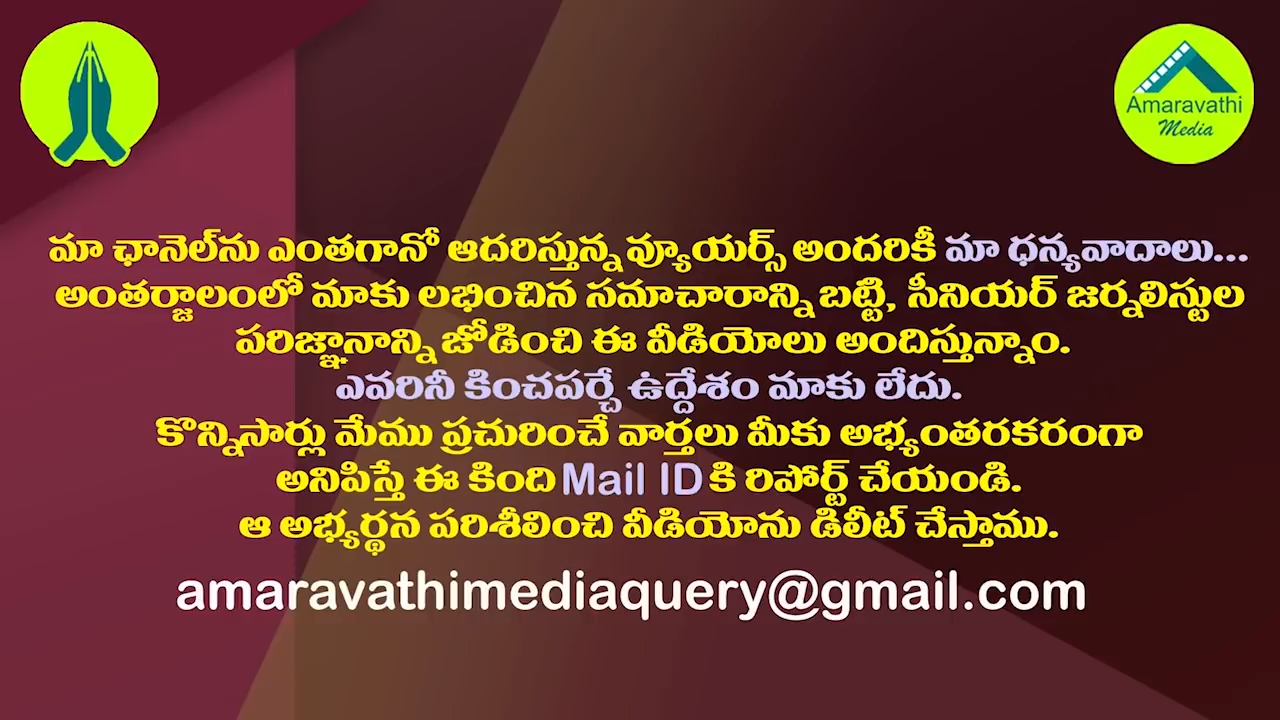 Amaravathi
Media
మా ఛానెల్‌ను ఎంతగానో ఆదరిస్తున్న వ్యూయర్స్ అందరికీ మా ధన్యవాదాలు...
అంతర్జాలంలో మాకు లభించిన సమాచారాన్ని బట్టి, సీనియర్ జర్నలిస్టుల
పరిజ్ఞానాన్ని జోడించి ఈ వీడియోలు అందిస్తున్నాం.
ఎవరినీ కించపర్చే ఉద్దేశం మాకు లేదు.
కొన్నిసార్లు మేము ప్రచురించే వార్తలు మీకు అభ్యంతరకరంగా
అనిపిస్తే ఈ కింది Mail ID కి రిపోర్ట్ చేయండి.
ఆ అభ్యర్థన పరిశీలించి వీడియోను డిలీట్ చేస్తాము.
amaravathimediaquery@gmail.com